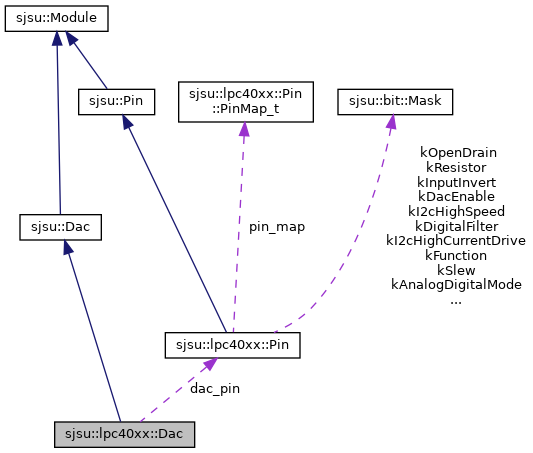 sjsu::Module
sjsu::Pin
sjsu::lpc40xx::Pin
::PinMap_t
sjsu::bit::Mask
kOpenDrain
kResistor
kInputInvert
kDacEnable
kI2cHighSpeed
kDigitalFilter
kI2cHighCurrentDrive
kFunction
kSlew
kAnalogDigitalMode
...
sjsu::Dac
pin_map
sjsu::lpc40xx::Pin
dac_pin
sjsu::lpc40xx::Dac